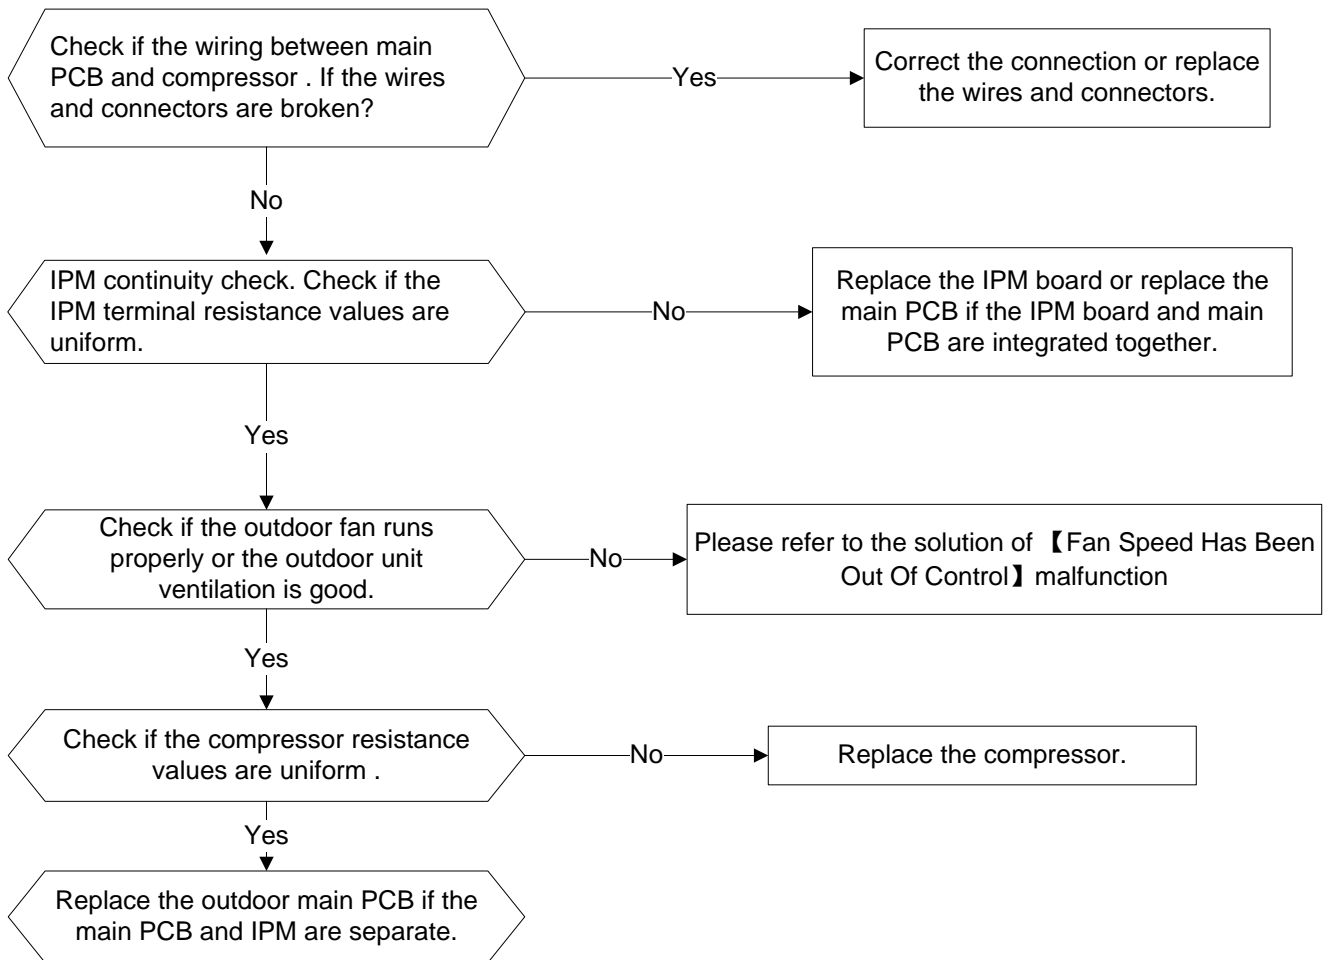 Check if the wiring between main
PCB and compressor . If the wires
and connectors are broken?
Yes
Correct the connection or replace
the wires and connectors.
No
IPM continuity check. Check if the
IPM terminal resistance values are
uniform.
No
Replace the IPM board or replace the
main PCB if the IPM board and main
PCB are integrated together.
Yes
Check if the outdoor fan runs
properly or the outdoor unit
ventilation is good.
No
Please refer to the solution of 【Fan Speed Has Been
Out Of Control】malfunction
Yes
Check if the compressor resistance
values are uniform .
No
Replace the compressor.
Yes
Replace the outdoor main PCB if the
main PCB and IPM are separate.